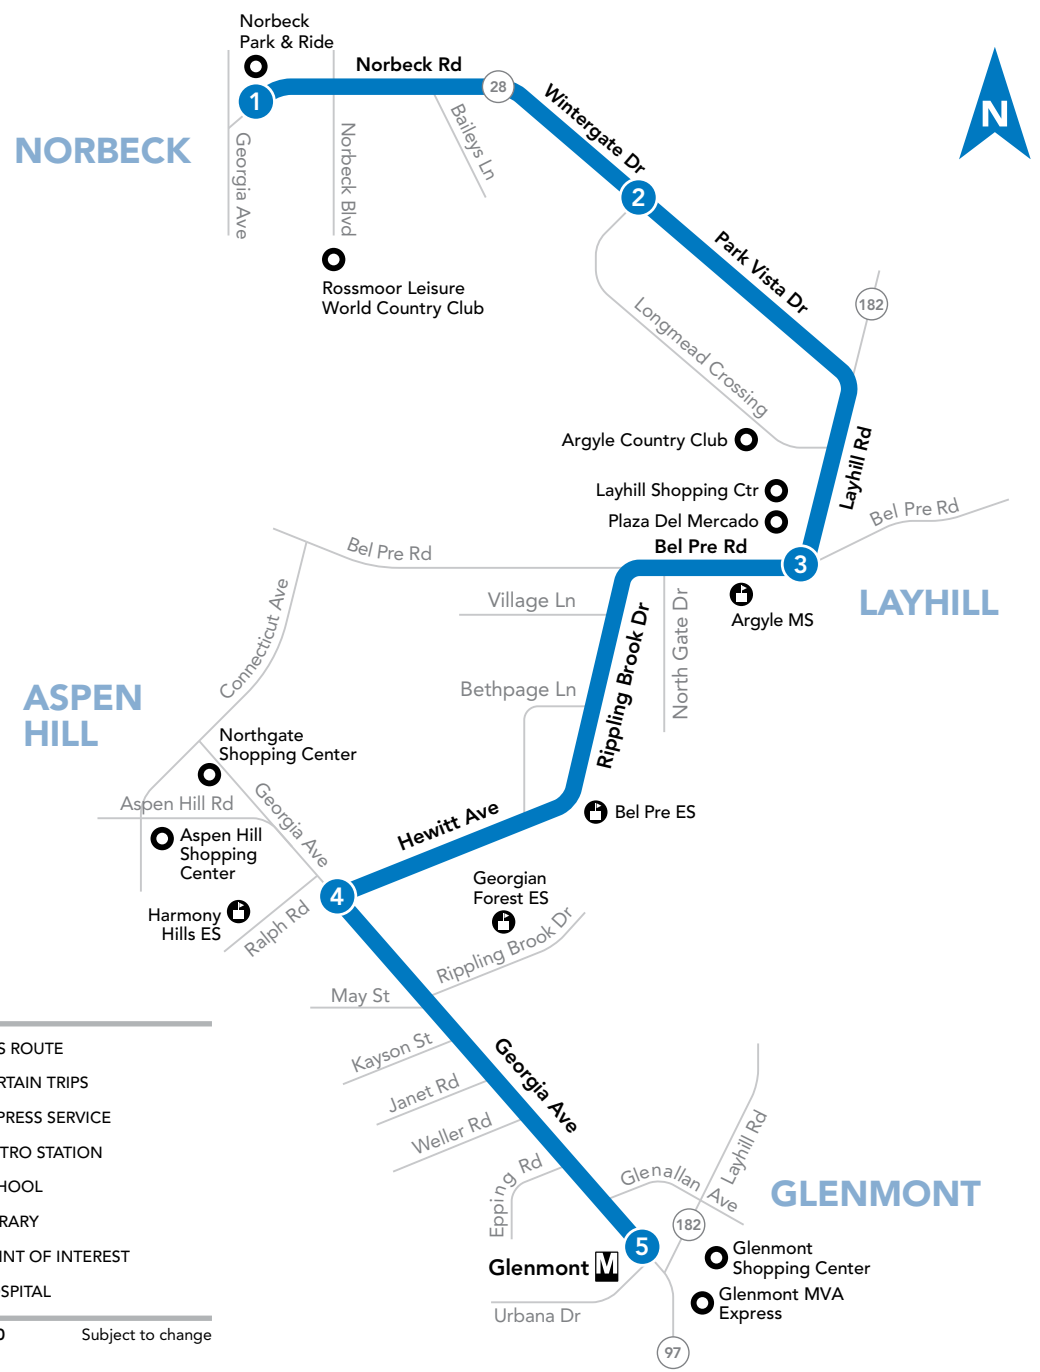 Norbeck
Park & Ride
Norbeck Rd
28
Wintergate Dr
N
1
NORBECK
Georgia Ave
Norbeck Blvd
Baileys Ln
2
Park Vista Dr
Rossmoor Leisure
World Country Club
182
Longmead Crossing
Argyle Country Club
Layhill Rd
Layhill Shopping Ctr
Plaza Del Mercado
Bel Pre Rd
Bel Pre Rd
Bel Pre Rd
3
LAYHILL
Connecticut Ave
Village Ln
Argyle MS
Rippling Brook Dr
North Gate Dr
Bethpage Ln
ASPEN
HILL
Northgate
Shopping Center
Aspen Hill Rd
Georgia Ave
Hewitt Ave
Bel Pre ES
Aspen Hill
Shopping
Center
4
Georgian
Forest ES
Harmony
Hills ES
Ralph Rd
Rippling Brook Dr
May St
Kayson St
Georgia Ave
Janet Rd
Weller Rd
Epping Rd
Glenallan Ave
Layhill Rd
GLENMONT
182
5
Glenmont
M
Glenmont
Shopping Center
Glenmont MVA
Express
Urbana Dr
97
S ROUTE
RTAIN TRIPS
PRESS SERVICE
TRO STATION
HOOL
RARY
INT OF INTEREST
SPITAL
0 Subject to change